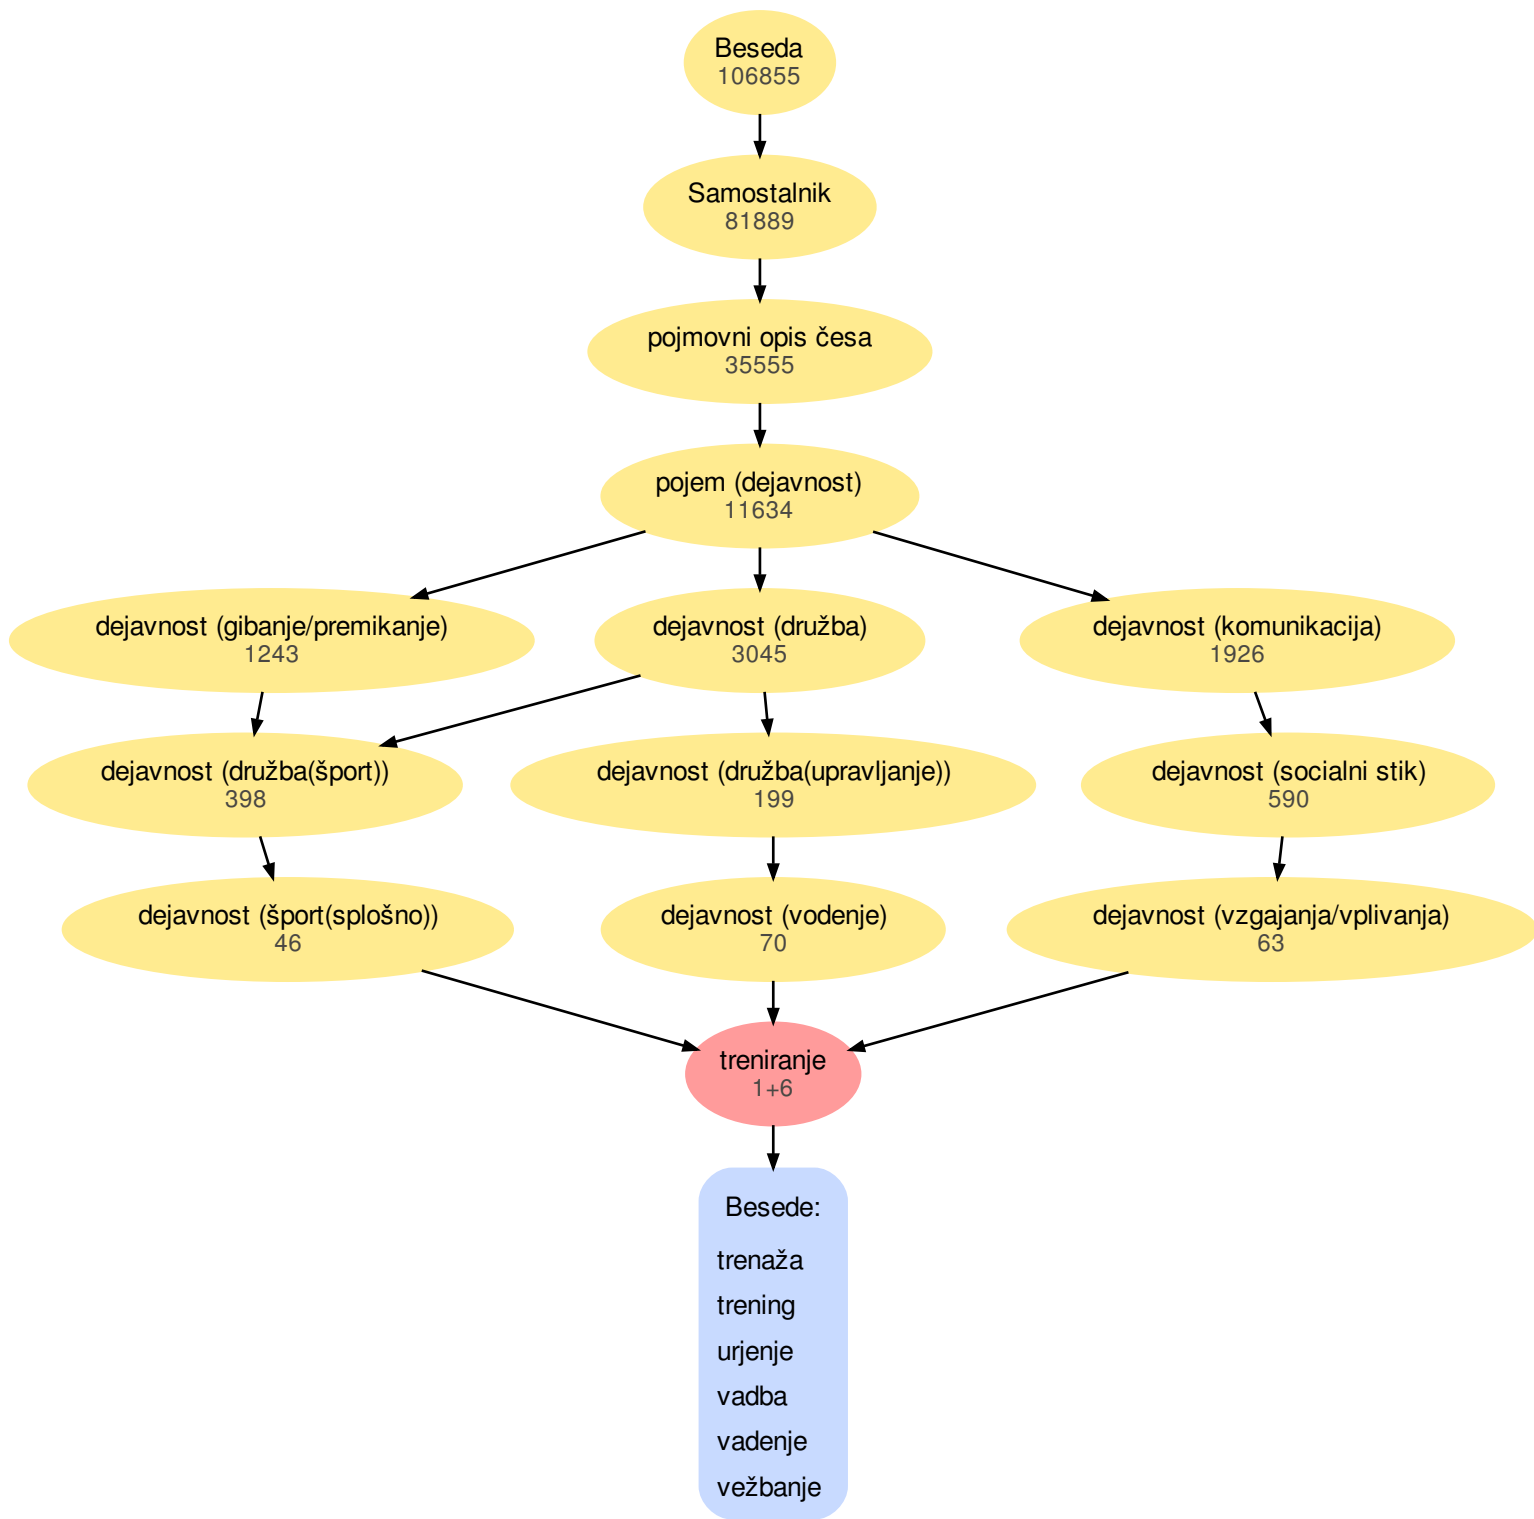 Beseda
106855
Samostalnik
81889
pojmovni opis česa
35555
pojem (dejavnost)
11634
dejavnost (gibanje/premikanje)
1243
dejavnost (družba)
3045
dejavnost (komunikacija)
1926
dejavnost (družba(šport))
398
dejavnost (družba(upravljanje))
199
dejavnost (socialni stik)
590
dejavnost (šport(splošno))
46
dejavnost (vodenje)
70
dejavnost (vzgajanja/vplivanja)
63
treniranje
1+6
Besede:
trenaža
trening
urjenje
vadba
vadenje
vežbanje